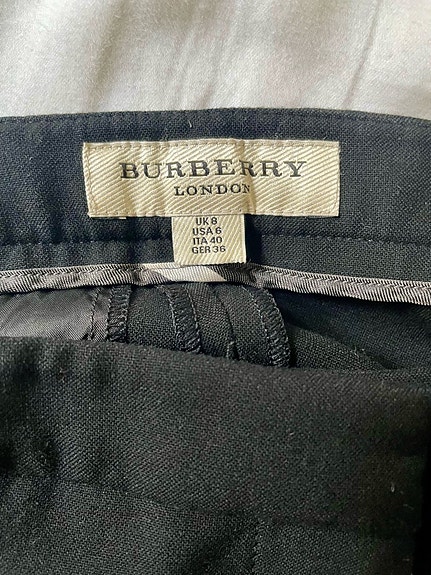 BURBERRY
LONDON
UK 8
USA 6
ITA 40
GER 36